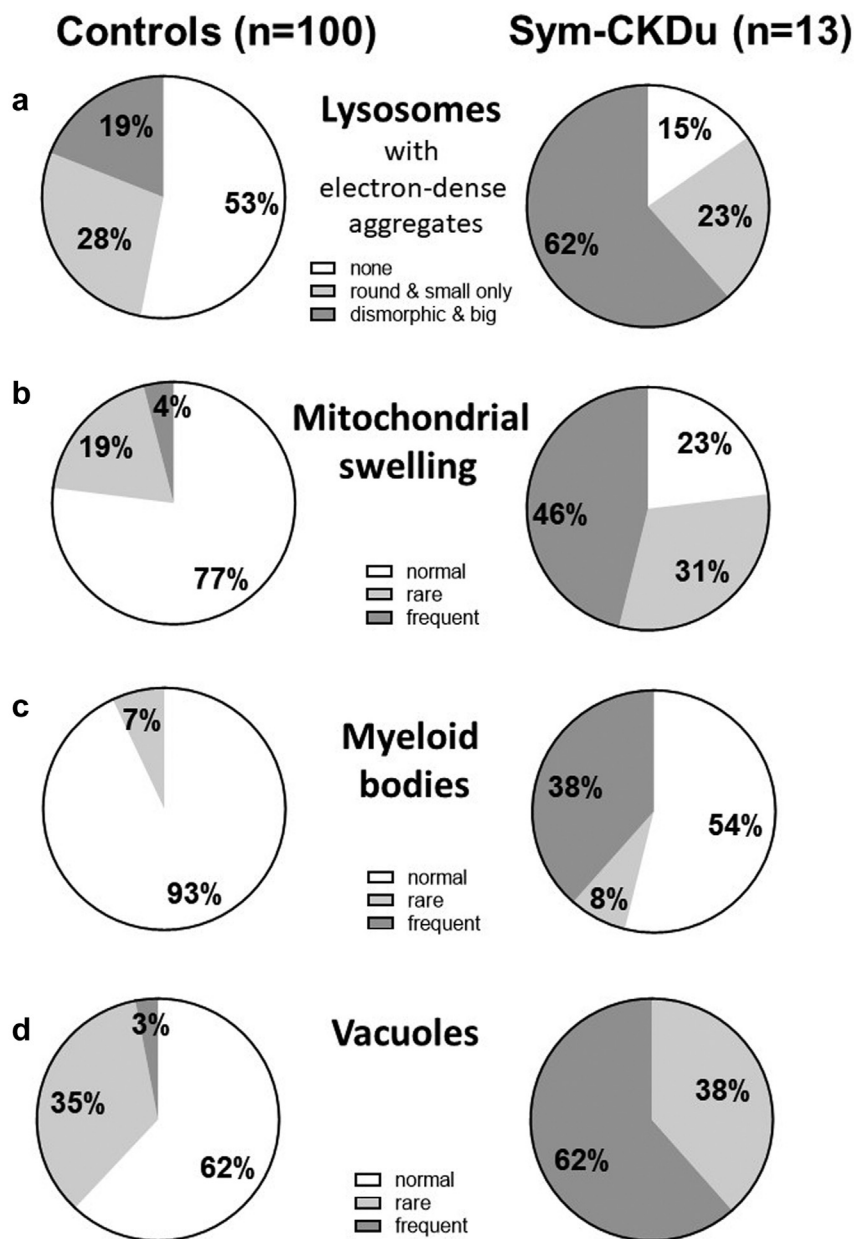 Controls (n=100)
Sym-CKDu (n=13)
a
19%
53%
28%
Lysosomes
with
electron-dense
aggregates
none
round & small only
dismorphic & big
15%
23%
62%
b
4%
19%
77%
Mitochondrial
swelling
normal
rare
frequent
23%
46%
31%
c
7%
93%
Myeloid
bodies
normal
rare
frequent
38%
54%
8%
d
3%
35%
62%
Vacuoles
normal
rare
frequent
38%
62%